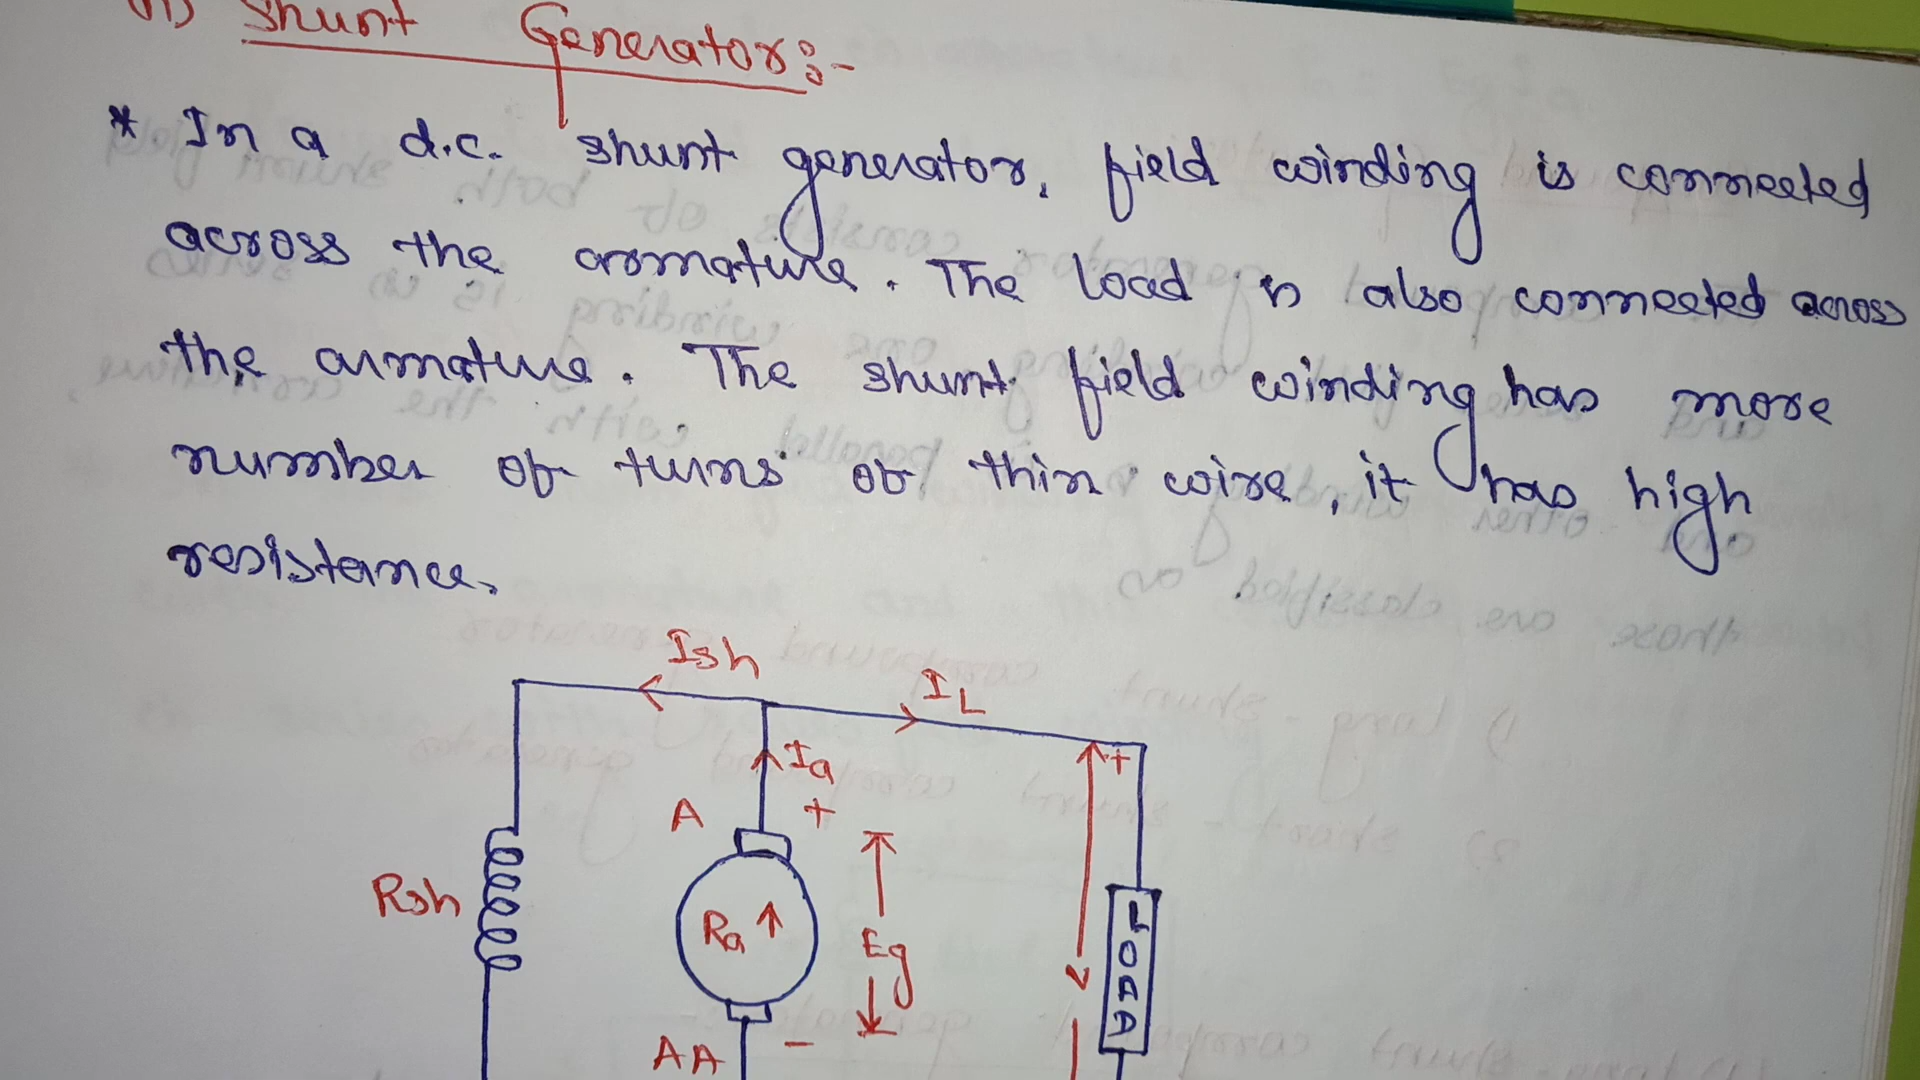 Shunt Generator:-
* In a d.c. shunt generator, field winding is connected
across the armature. The load is also connected across
the armature. The shunt field winding has more
number of turns of thin wire, it has high
resistance.
Ish
IL
Ia
+
A
+
Rsh
Ra
Eg
V
LOAD
AA
-